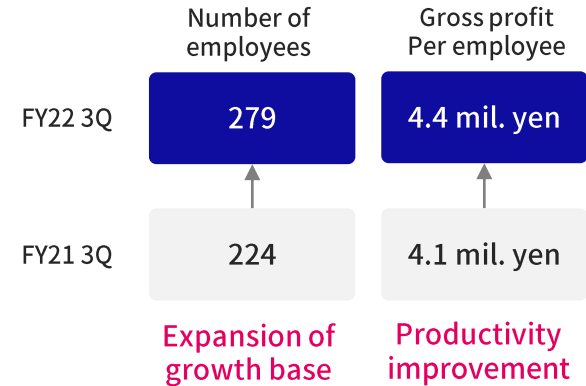 Number of
employees
Gross profit
Per employee
FY22 3Q
279
4.4 mil. yen
FY21 3Q
224
4.1 mil. yen
Expansion of
growth base
Productivity
improvement